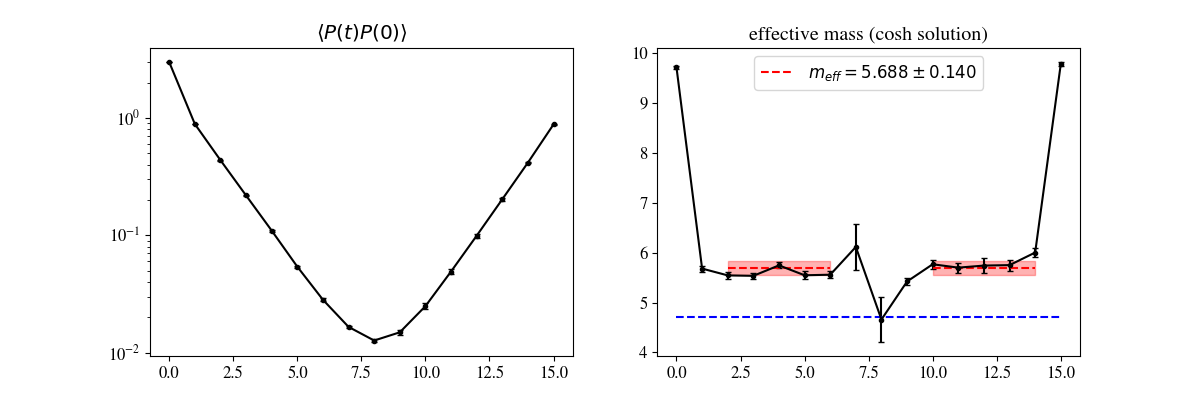 ⟨P(t)P(0)⟩
10⁰
10⁻¹
10⁻²
0.0 2.5 5.0 7.5 10.0 12.5 15.0
effective mass (cosh solution)
m_eff = 5.688 ± 0.140
10
9
8
7
6
5
4
0.0 2.5 5.0 7.5 10.0 12.5 15.0